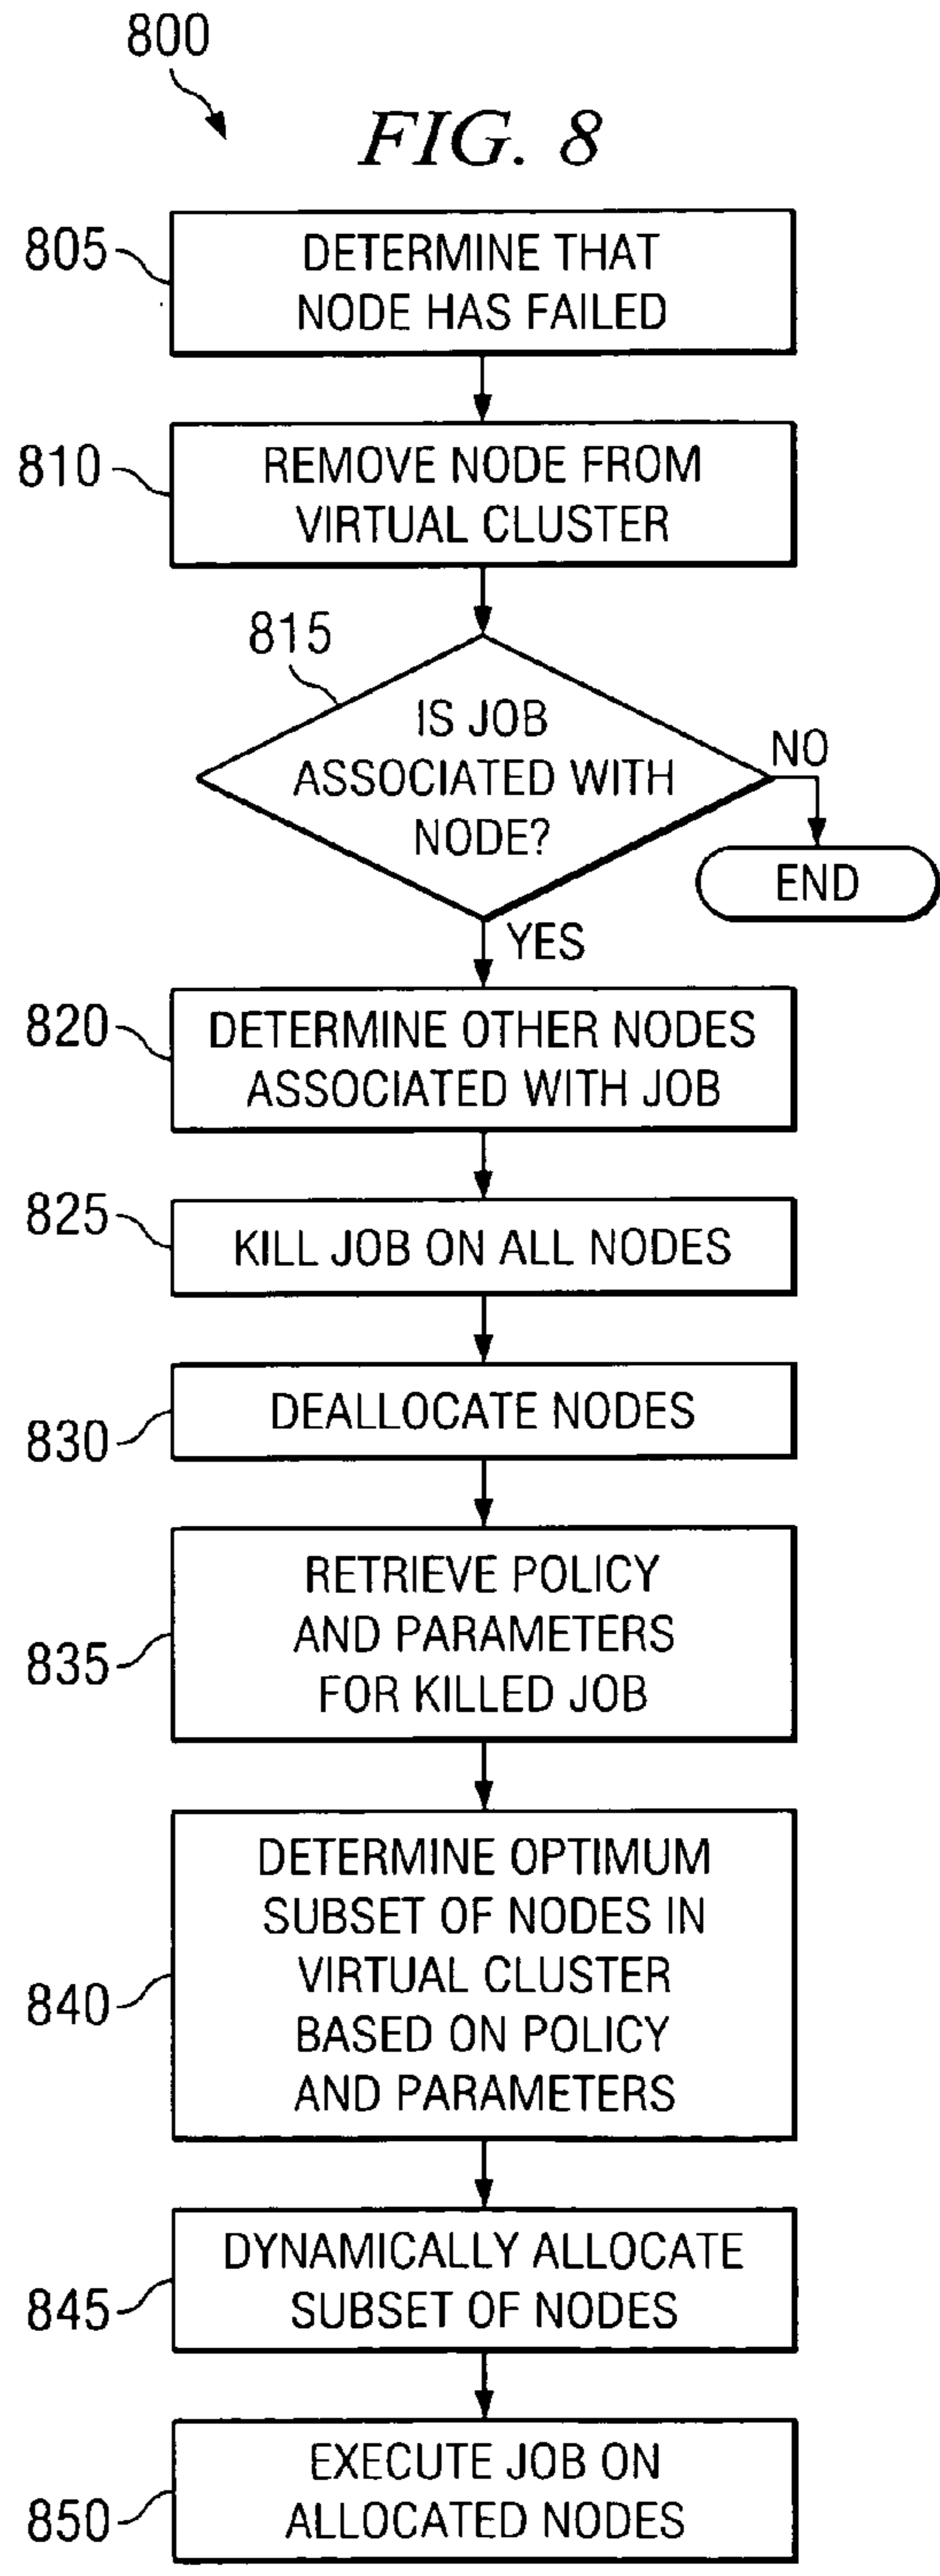 800
FIG. 8
805
DETERMINE THAT
NODE HAS FAILED
810
REMOVE NODE FROM
VIRTUAL CLUSTER
815
IS JOB
ASSOCIATED WITH
NODE?
NO
END
YES
820
DETERMINE OTHER NODES
ASSOCIATED WITH JOB
825
KILL JOB ON ALL NODES
830
DEALLOCATE NODES
835
RETRIEVE POLICY
AND PARAMETERS
FOR KILLED JOB
840
DETERMINE OPTIMUM
SUBSET OF NODES IN
VIRTUAL CLUSTER
BASED ON POLICY
AND PARAMETERS
845
DYNAMICALLY ALLOCATE
SUBSET OF NODES
850
EXECUTE JOB ON
ALLOCATED NODES